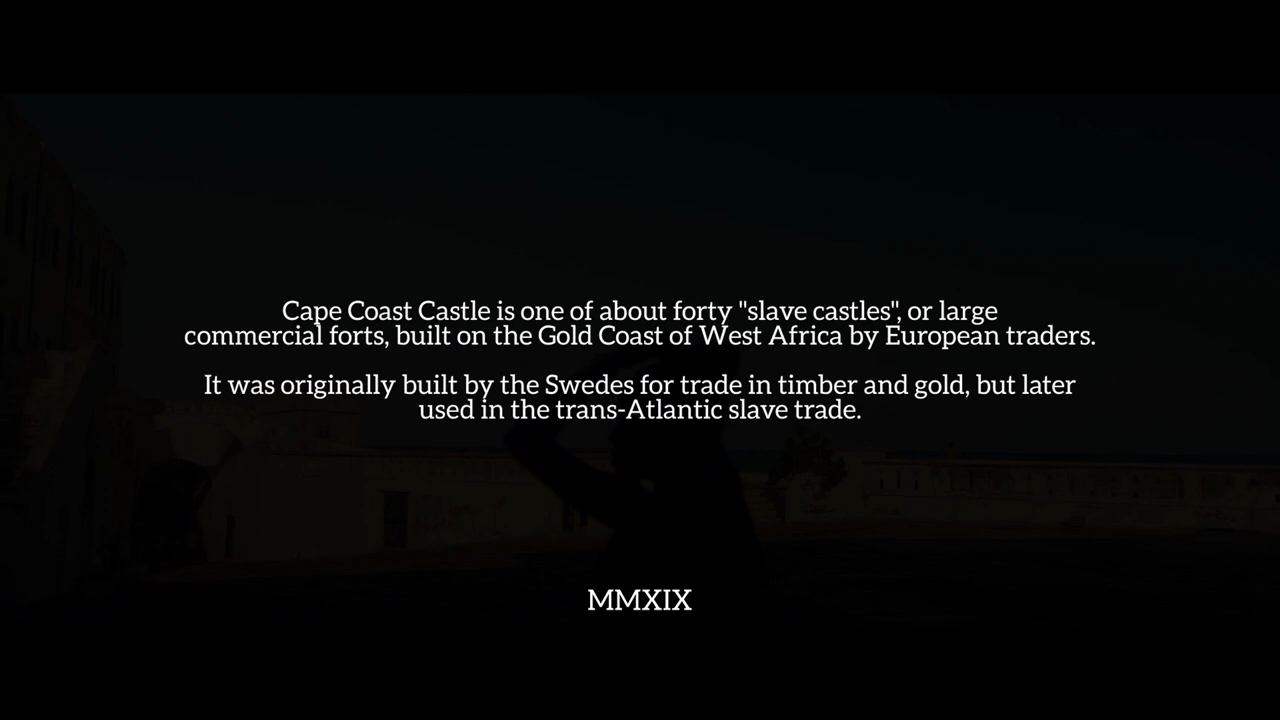 Cape Coast Castle is one of about forty "slave castles", or large
commercial forts, built on the Gold Coast of West Africa by European traders.
It was originally built by the Swedes for trade in timber and gold, but later
used in the trans-Atlantic slave trade.
MMXIX